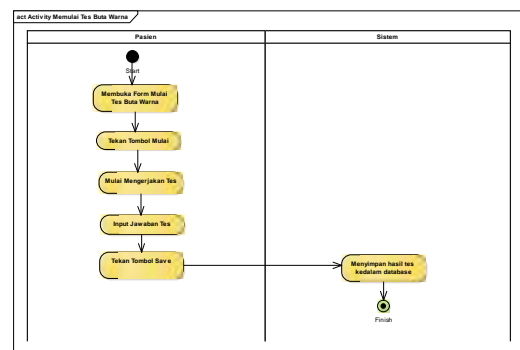 act Activity Memulai Tes Buta Warna
Pasien
Sistem
Start
Membuka Form Mulai
Tes Buta Warna
Tekan Tombol Mulai
Mulai Mengerjakan Tes
Input Jawaban Tes
Tekan Tombol Save
Menyimpan hasil tes
kedalam database
Finish